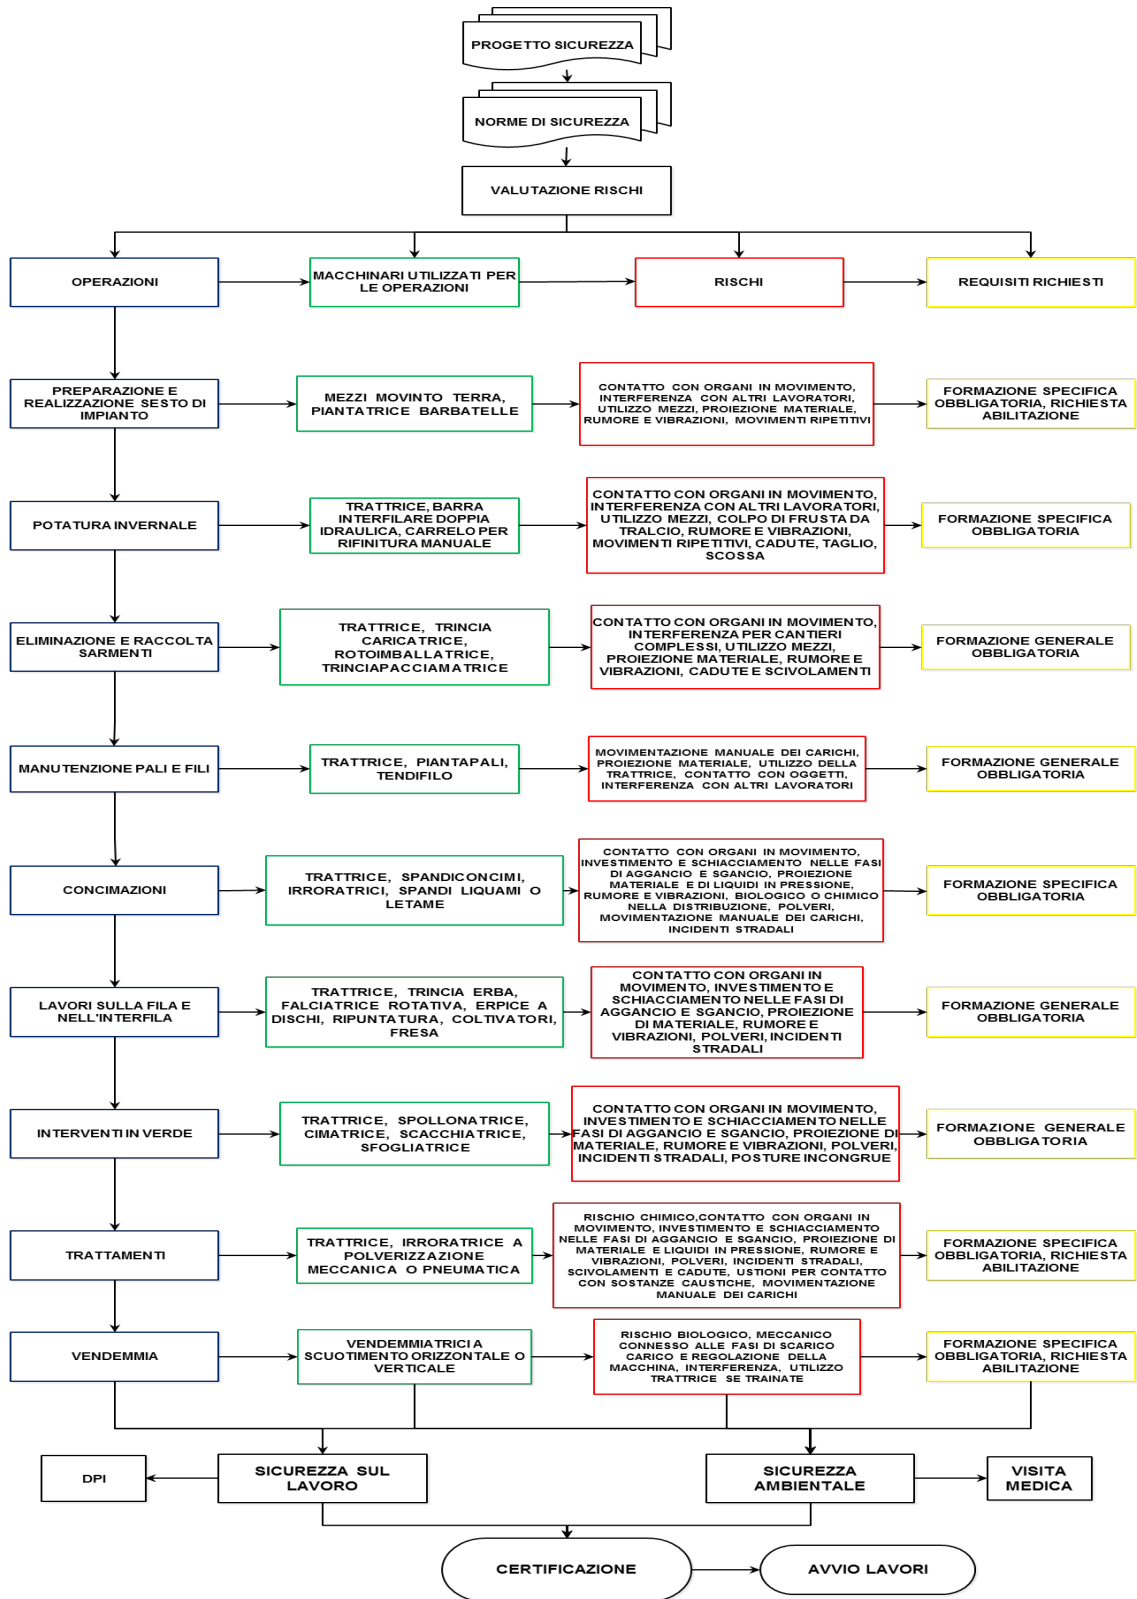 PROGETTO SICUREZZA
NORME DI SICUREZZA
VALUTAZIONE RISCHI
OPERAZIONI
MACCHINARI UTILIZZATI PER
LE OPERAZIONI
RISCHI
REQUISITI RICHIESTI
PREPARAZIONE E
REALIZZAZIONE SESTO DI
IMPIANTO
MEZZI MOVINTO TERRA,
PIANTATRICE BARBATELLE
CONTATTO CON ORGANI IN MOVIMENTO,
INTERFERENZA CON ALTRI LAVORATORI,
UTILIZZO MEZZI, PROIEZIONE MATERIALE,
RUMORE E VIBRAZIONI, MOVIMENTI RIPETITIVI
FORMAZIONE SPECIFICA
OBBLIGATORIA, RICHIESTA
ABILITAZIONE
POTATURA INVERNALE
TRATTRICE, BARRA
INTERFILARE DOPPIA
IDRAULICA, CARRELO PER
RIFINITURA MANUALE
CONTATTO CON ORGANI IN MOVIMENTO,
INTERFERENZA CON ALTRI LAVORATORI,
UTILIZZO MEZZI, COLPO DI FRUSTA DA
TRALCIO, RUMORE E VIBRAZIONI,
MOVIMENTI RIPETITIVI, CADUTE, TAGLIO,
SCOSSA
FORMAZIONE SPECIFICA
OBBLIGATORIA
ELIMINAZIONE E RACCOLTA
SARMENTI
TRATTRICE, TRINCIA
CARICATRICE,
ROTOIMBALLATRICE,
TRINCIAPACCIAMATRICE
CONTATTO CON ORGANI IN MOVIMENTO,
INTERFERENZA PER CANTIERI
COMPLESSI, UTILIZZO MEZZI,
PROIEZIONE MATERIALE, RUMORE E
VIBRAZIONI, CADUTE E SCIVOLAMENTI
FORMAZIONE GENERALE
OBBLIGATORIA
MANUTENZIONE PALI E FILI
TRATTRICE, PIANTAPALI,
TENDIFILO
MOVIMENTAZIONE MANUALE DEI CARICHI,
PROIEZIONE MATERIALE, UTILIZZO DELLA
TRATTRICE, CONTATTO CON OGGETTI,
INTERFERENZA CON ALTRI LAVORATORI
FORMAZIONE GENERALE
OBBLIGATORIA
CONCIMAZIONI
TRATTRICE, SPANDICONCIMI,
IRRORATRICI, SPANDI LIQUAMI O
LETAME
CONTATTO CON ORGANI IN MOVIMENTO,
INVESTIMENTO E SCHIACCIAMENTO NELLE FASI
DI AGGANCIO E SGANCIO, PROIEZIONE
MATERIALE E DI LIQUIDI IN PRESSIONE,
RUMORE E VIBRAZIONI, BIOLOGICO O CHIMICO
NELLA DISTRIBUZIONE, POLVERI,
MOVIMENTAZIONE MANUALE DEI CARICHI,
INCIDENTI STRADALI
FORMAZIONE SPECIFICA
OBBLIGATORIA
LAVORI SULLA FILA E
NELL'INTERFILA
TRATTRICE, TRINCIA ERBA,
FALCIATRICE ROTATIVA, ERPICE A
DISCHI, RIPUNTATURA, COLTIVATORI,
FRESA
CONTATTO CON ORGANI IN
MOVIMENTO, INVESTIMENTO E
SCHIACCIAMENTO NELLE FASI DI
AGGANCIO E SGANCIO, PROIEZIONE
DI MATERIALE, RUMORE E
VIBRAZIONI, POLVERI, INCIDENTI
STRADALI
FORMAZIONE GENERALE
OBBLIGATORIA
INTERVENTI IN VERDE
TRATTRICE, SPOLLONATRICE,
CIMATRICE, SCACCHIATRICE,
SFOGLIATRICE
CONTATTO CON ORGANI IN MOVIMENTO,
INVESTIMENTO E SCHIACCIAMENTO NELLE
FASI DI AGGANCIO E SGANCIO, PROIEZIONE DI
MATERIALE, RUMORE E VIBRAZIONI, POLVERI,
INCIDENTI STRADALI, POSTURE INCONGRUE
FORMAZIONE GENERALE
OBBLIGATORIA
TRATTAMENTI
TRATTRICE, IRRORATRICE A
POLVERIZZAZIONE
MECCANICA O PNEUMATICA
RISCHIO CHIMICO,CONTATTO CON ORGANI IN
MOVIMENTO, INVESTIMENTO E SCHIACCIAMENTO
NELLE FASI DI AGGANCIO E SGANCIO, PROIEZIONE DI
MATERIALE E LIQUIDI IN PRESSIONE, RUMORE E
VIBRAZIONI, POLVERI, INCIDENTI STRADALI,
SCIVOLAMENTI E CADUTE, USTIONI PER CONTATTO
CON SOSTANZE CAUSTICHE, MOVIMENTAZIONE
MANUALE DEI CARICHI
FORMAZIONE SPECIFICA
OBBLIGATORIA, RICHIESTA
ABILITAZIONE
VENDEMMIA
VENDEMMIATRICI A
SCUOTIMENTO ORIZZONTALE O
VERTICALE
RISCHIO BIOLOGICO, MECCANICO
CONNESSO ALLE FASI DI SCARICO
CARICO E REGOLAZIONE DELLA
MACCHINA, INTERFERENZA, UTILIZZO
TRATTRICE SE TRAINATE
FORMAZIONE SPECIFICA
OBBLIGATORIA, RICHIESTA
ABILITAZIONE
DPI
SICUREZZA SUL
LAVORO
SICUREZZA
AMBIENTALE
VISITA
MEDICA
CERTIFICAZIONE
AVVIO LAVORI